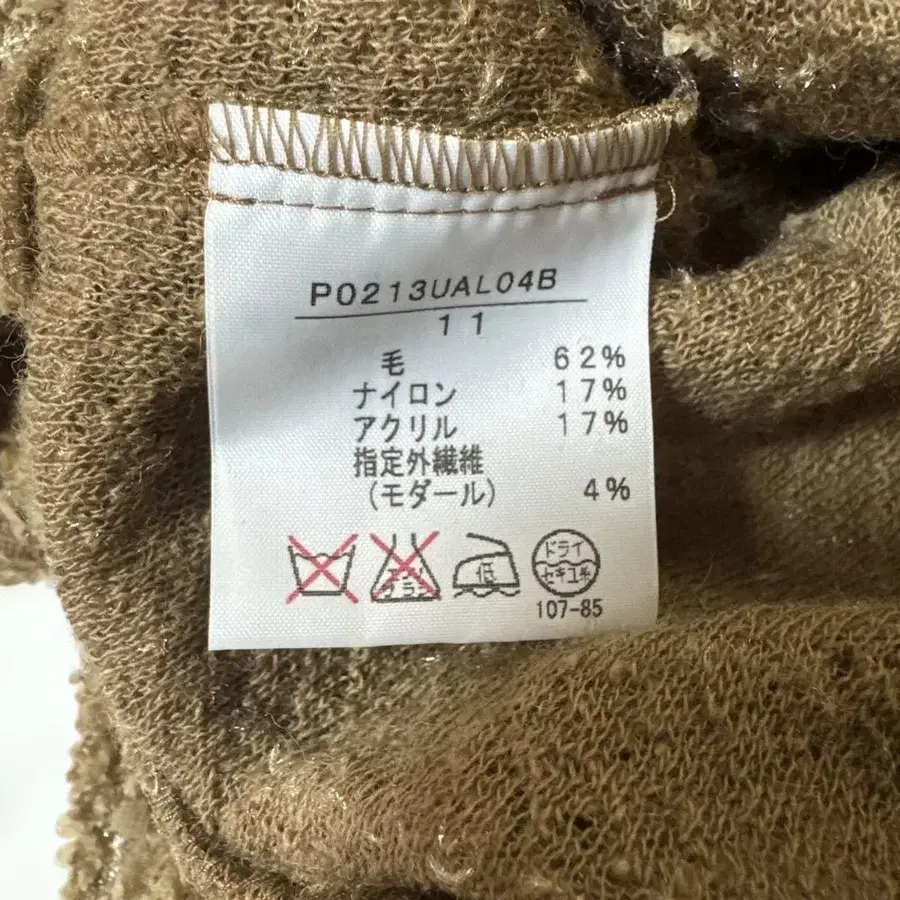 P0213UAL04B
11
毛 62%
ナイロン 17%
アクリル 17%
指定外繊維
(モダール) 4%
低
ドライ
セキユ系
107-85